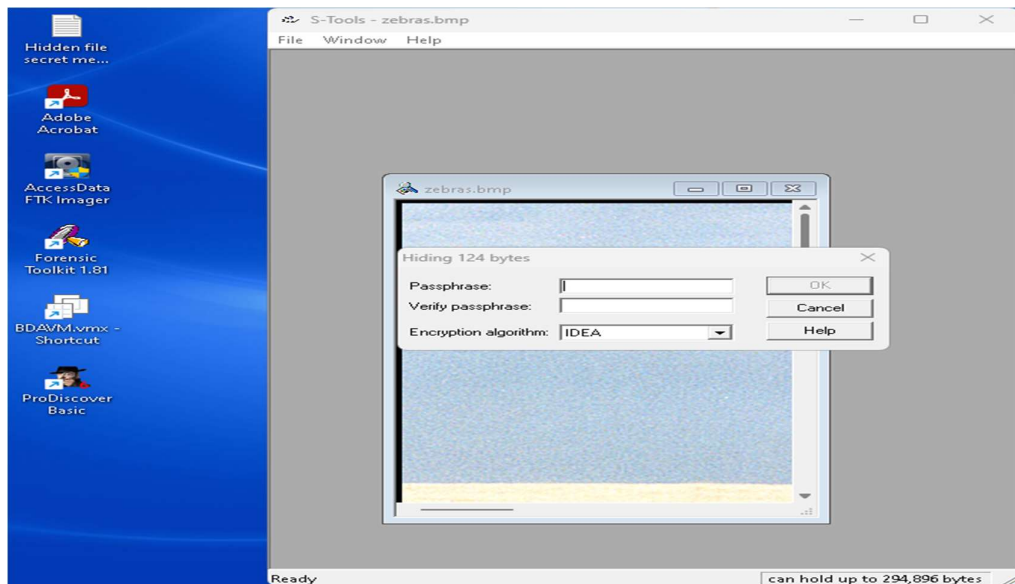 Hidden file
secret me...
Adobe
Acrobat
AccessData
FTK Imager
Forensic
Toolkit 1.81
BDAVM.vmx -
Shortcut
ProDiscover
Basic
S-Tools - zebras.bmp
File Window Help
zebras.bmp
Hiding 124 bytes
Passphrase:
OK
Verify passphrase:
Cancel
Encryption algorithm: IDEA
Help
Ready
can hold up to 294,896 bytes